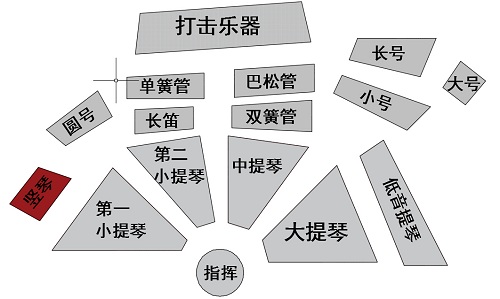 打击乐器
长号
大号
单簧管
巴松管
小号
圆号
长笛
双簧管
第二
小提琴
中提琴
竖琴
第一
小提琴
大提琴
低音提琴
指挥